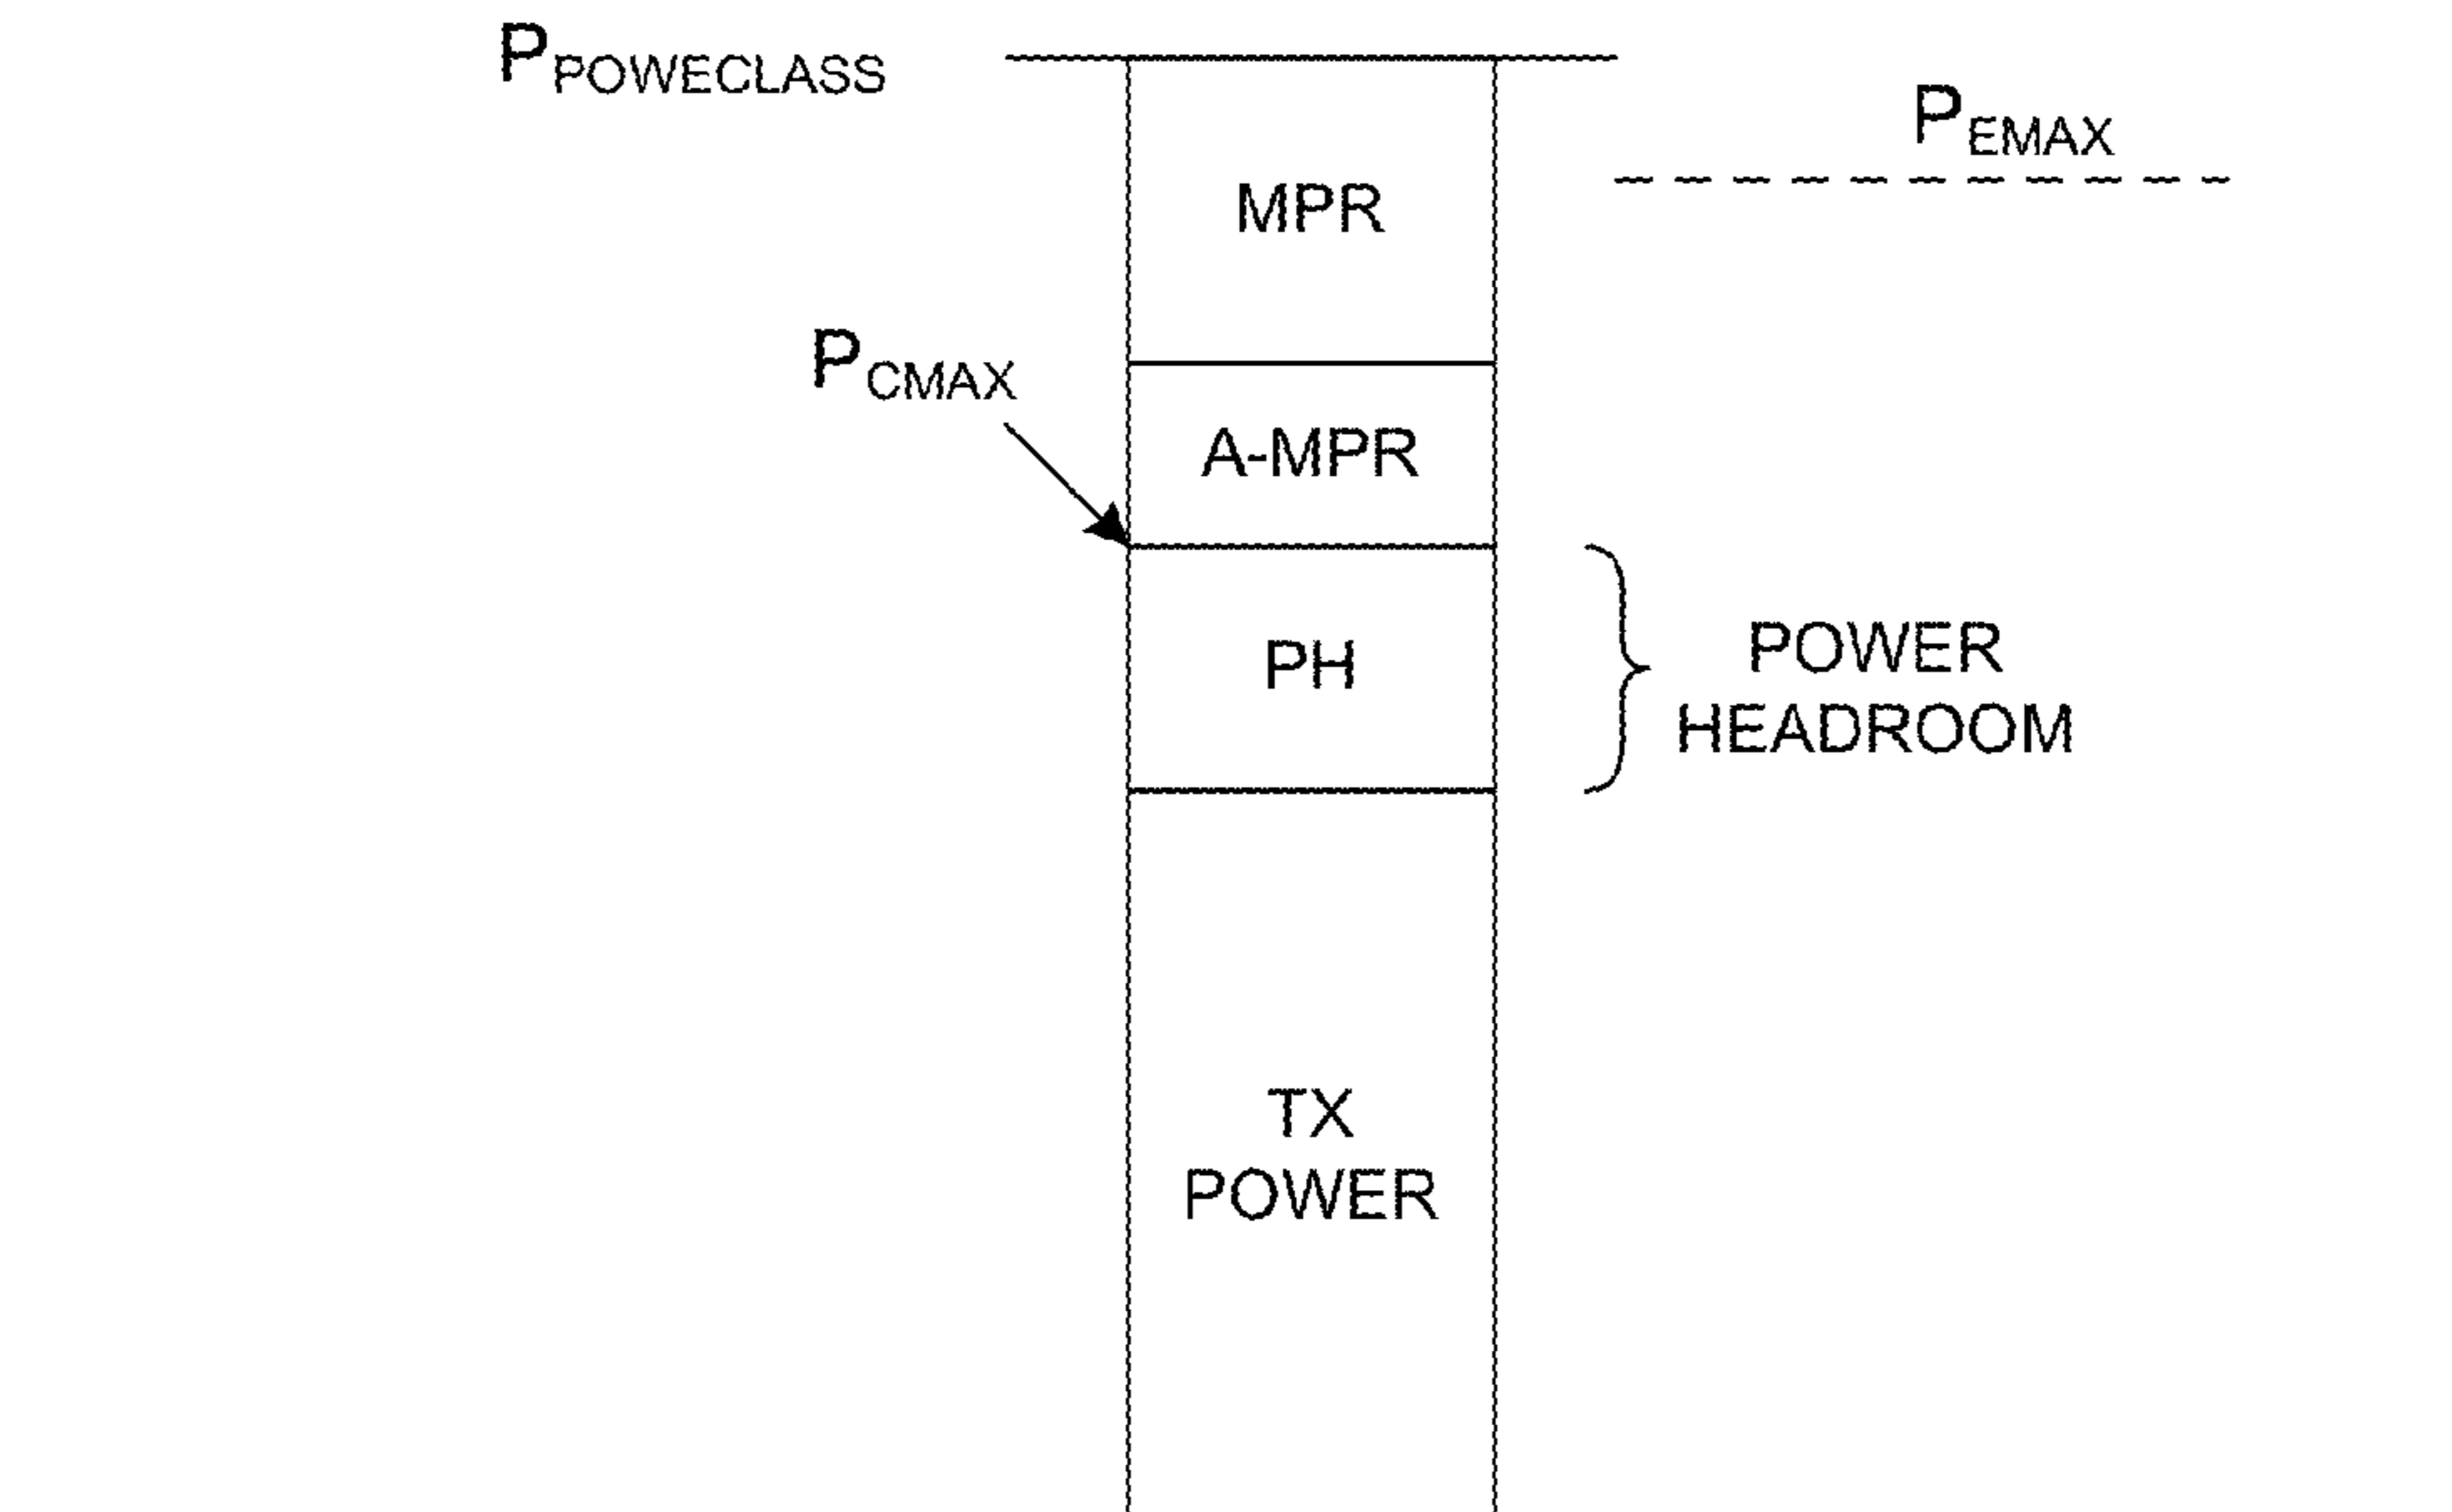 PPOWECLASS
PEMAX
MPR
PCMAX
A-MPR
PH
POWER
HEADROOM
TX
POWER